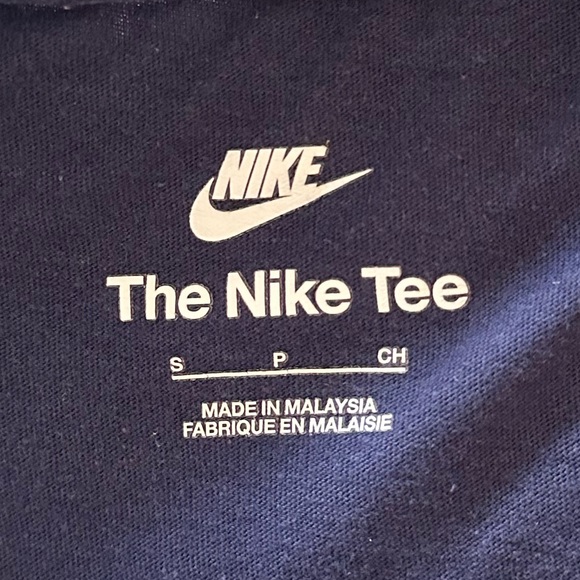 NIKE
The Nike Tee
S P CH
MADE IN MALAYSIA
FABRIQUE EN MALAISIE